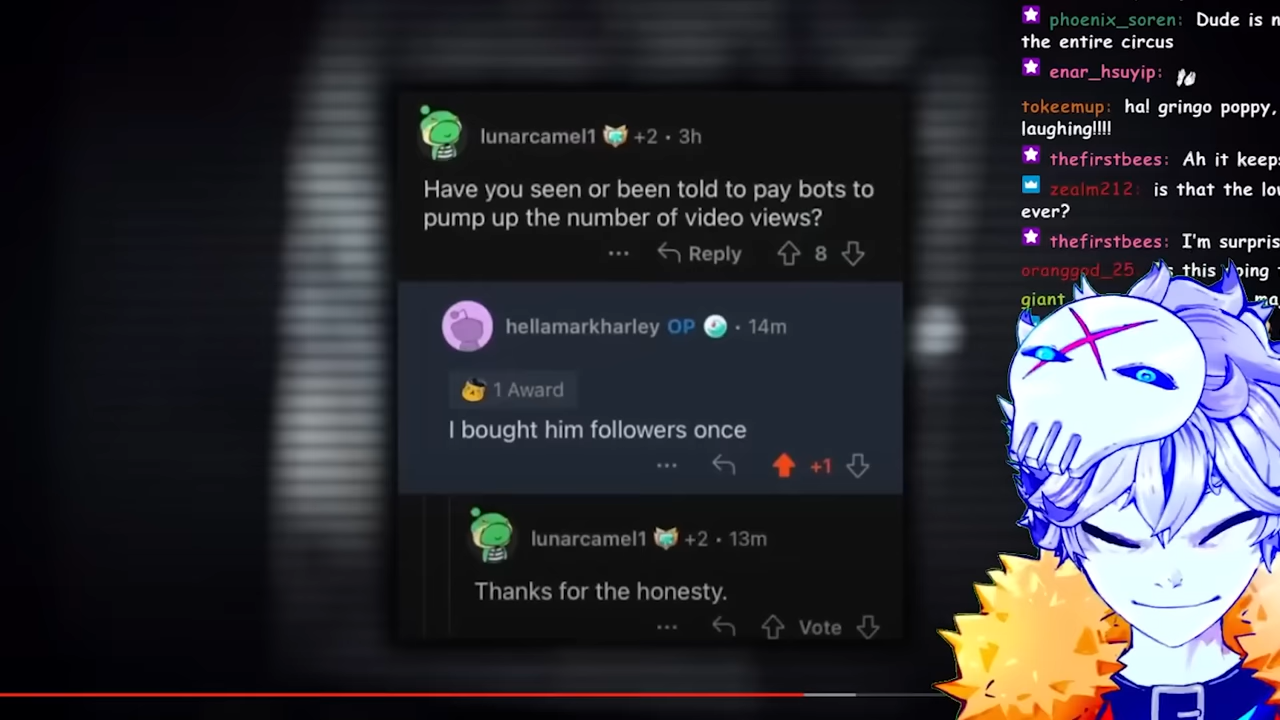 lunarcamel1 +2 • 3h
Have you seen or been told to pay bots to
pump up the number of video views?
... Reply 8
hellamarkharley OP • 14m
1 Award
I bought him followers once
... +1
lunarcamel1 +2 • 13m
Thanks for the honesty.
... Vote
phoenix_soren: Dude is
the entire circus
enar_hsuyip:
tokeemup: ha! gringo poppy,
laughing!!!!
thefirstbees: Ah it keeps
zealm212: is that the
ever?
thefirstbees: I'm
oranggod_25 this
giant